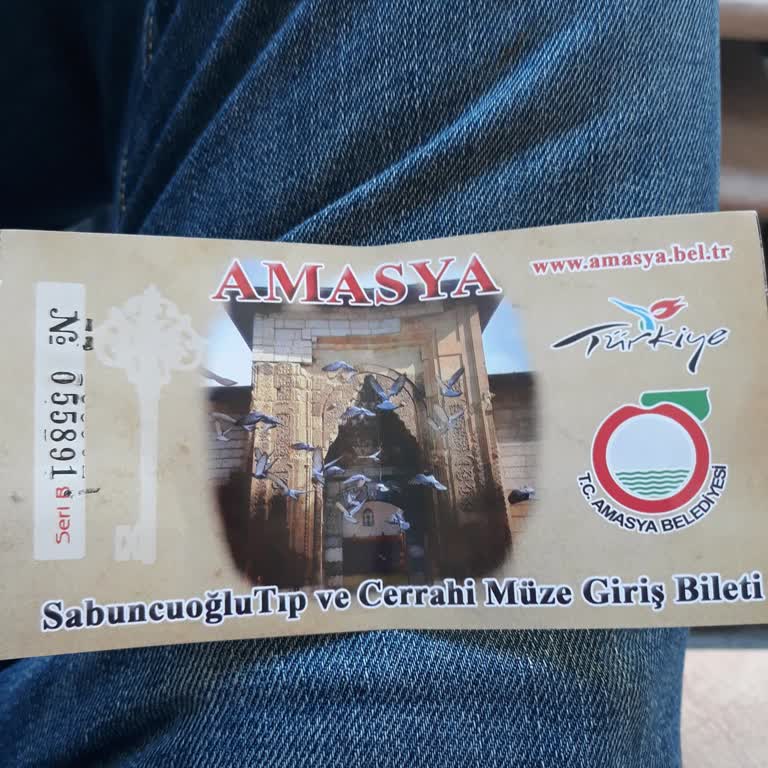 AMASYA
www.amasya.bel.tr
Türkiye
T.C. AMASYA BELEDİYESİ
№ 055891
Seri B
SabuncuoğluTıp ve Cerrahi Müze Giriş Bileti